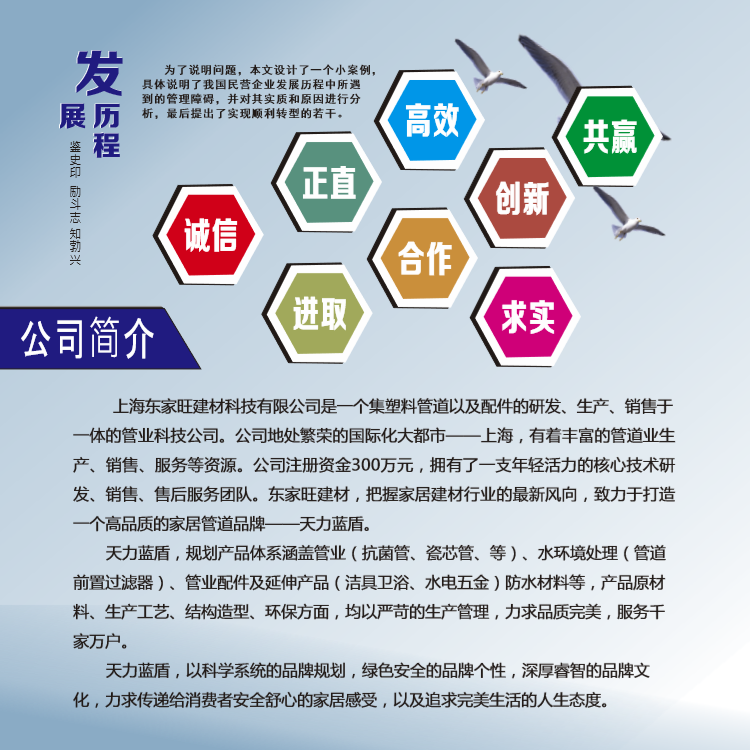 发展历程
鉴史印 励斗志 知勃兴
为了说明问题，本文设计了一个小案例，
具体说明了我国民营企业发展历程中所遇
到的管理障碍，并对其实质和原因进行分
析，最后提出了实现顺利转型的若干。
高效
共赢
正直
创新
诚信
合作
进取
求实
公司简介
上海东家旺建材科技有限公司是一个集塑料管道以及配件的研发、生产、销售于
一体的管业科技公司。公司地处繁荣的国际化大都市——上海，有着丰富的管道业生
产、销售、服务等资源。公司注册资金300万元，拥有了一支年轻活力的核心技术研
发、销售、售后服务团队。东家旺建材，把握家居建材行业的最新风向，致力于打造
一个高品质的家居管道品牌——天力蓝盾。
天力蓝盾，规划产品体系涵盖管业（抗菌管、瓷芯管、等）、水环境处理（管道
前置过滤器）、管业配件及延伸产品（洁具卫浴、水电五金）防水材料等，产品原材
料、生产工艺、结构造型、环保方面，均以严苛的生产管理，力求品质完美，服务千
家万户。
天力蓝盾，以科学系统的品牌规划，绿色安全的品牌个性，深厚睿智的品牌文
化，力求传递给消费者安全舒心的家居感受，以及追求完美生活的人生态度。